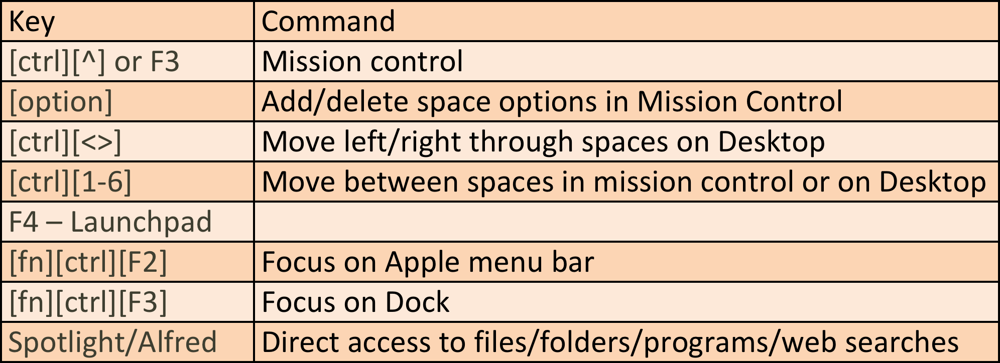 Key Command
[ctrl][^] or F3 Mission control
[option] Add/delete space options in Mission Control
[ctrl][<>] Move left/right through spaces on Desktop
[ctrl][1-6] Move between spaces in mission control or on Desktop
F4 – Launchpad
[fn][ctrl][F2] Focus on Apple menu bar
[fn][ctrl][F3] Focus on Dock
Spotlight/Alfred Direct access to files/folders/programs/web searches